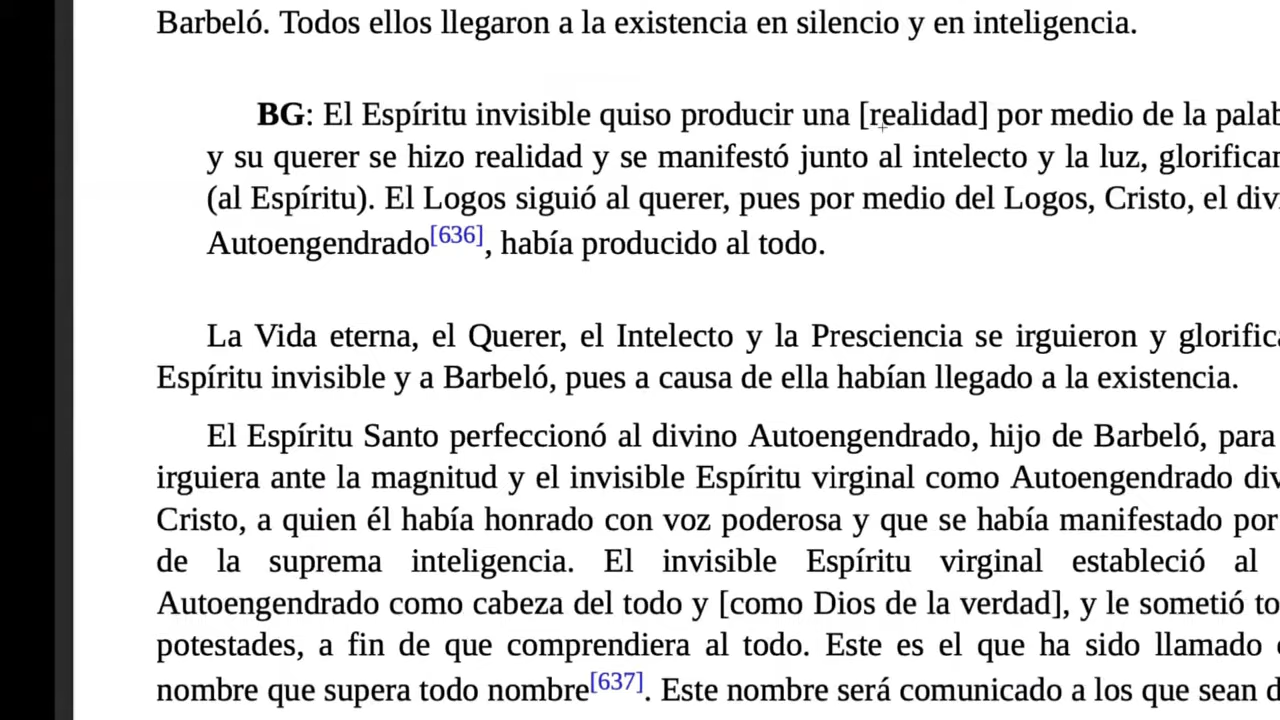 Barbeló. Todos ellos llegaron a la existencia en silencio y en inteligencia.
BG: El Espíritu invisible quiso producir una [realidad] por medio de la
y su querer se hizo realidad y se manifestó junto al intelecto y la luz,
(al Espíritu). El Logos siguió al querer, pues por medio del Logos, Cristo, el
Autoengendrado[636], había producido al todo.
La Vida eterna, el Querer, el Intelecto y la Presciencia se irguieron y
Espíritu invisible y a Barbeló, pues a causa de ella habían llegado a la existencia.
El Espíritu Santo perfeccionó al divino Autoengendrado, hijo de Barbeló, para
irguiera ante la magnitud y el invisible Espíritu virginal como Autoengendrado
Cristo, a quien él había honrado con voz poderosa y que se había manifestado por
de la suprema inteligencia. El invisible Espíritu virginal estableció al
Autoengendrado como cabeza del todo y [como Dios de la verdad], y le sometió
potestades, a fin de que comprendiera al todo. Este es el que ha sido llamado
nombre que supera todo nombre[637]. Este nombre será comunicado a los que sean